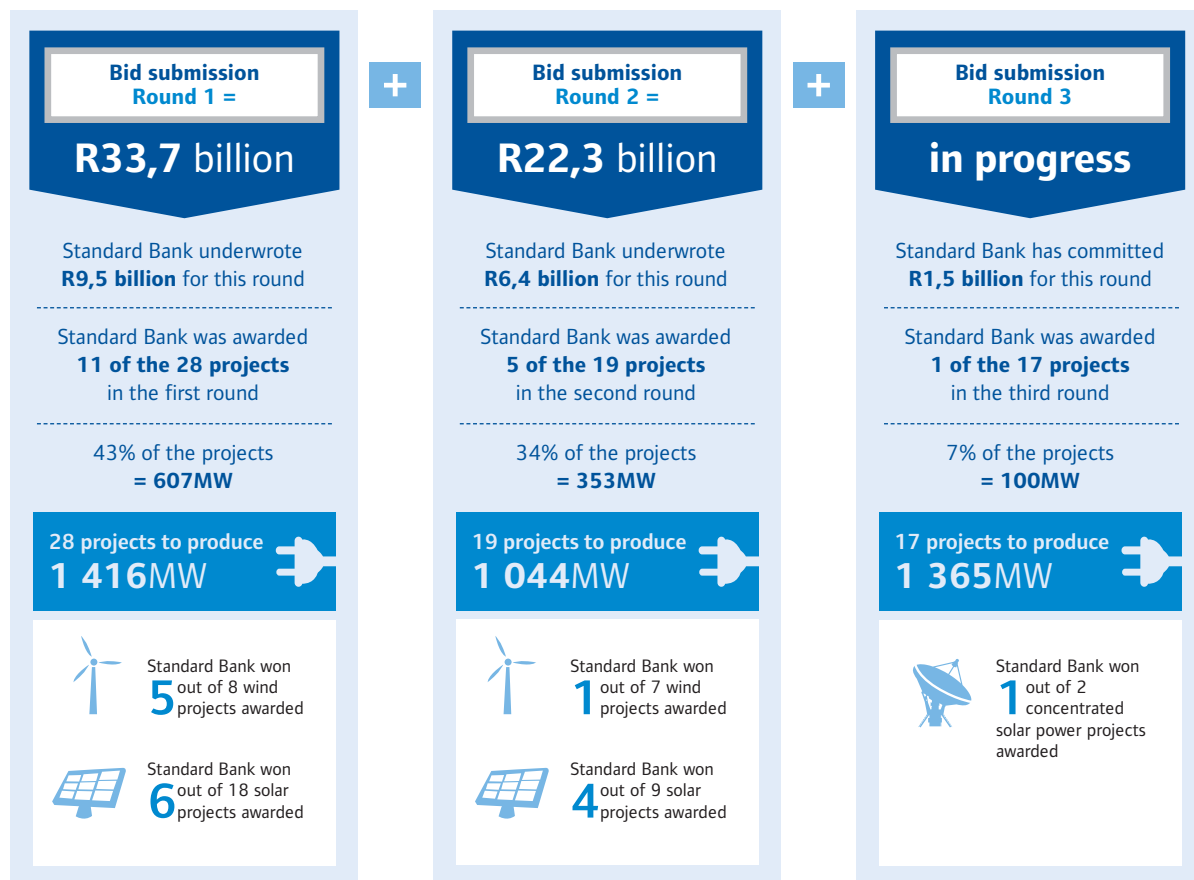 Bid submission
Round 1 =
R33,7 billion
Standard Bank underwrote
R9,5 billion for this round
Standard Bank was awarded
11 of the 28 projects
in the first round
43% of the projects
= 607MW
28 projects to produce
1 416MW
Standard Bank won
5 out of 8 wind
projects awarded
Standard Bank won
6 out of 18 solar
projects awarded
+
Bid submission
Round 2 =
R22,3 billion
Standard Bank underwrote
R6,4 billion for this round
Standard Bank was awarded
5 of the 19 projects
in the second round
34% of the projects
= 353MW
19 projects to produce
1 044MW
Standard Bank won
1 out of 7 wind
projects awarded
Standard Bank won
4 out of 9 solar
projects awarded
+
Bid submission
Round 3
in progress
Standard Bank has committed
R1,5 billion for this round
Standard Bank was awarded
1 of the 17 projects
in the third round
7% of the projects
= 100MW
17 projects to produce
1 365MW
Standard Bank won
1 out of 2
concentrated
solar power projects
awarded